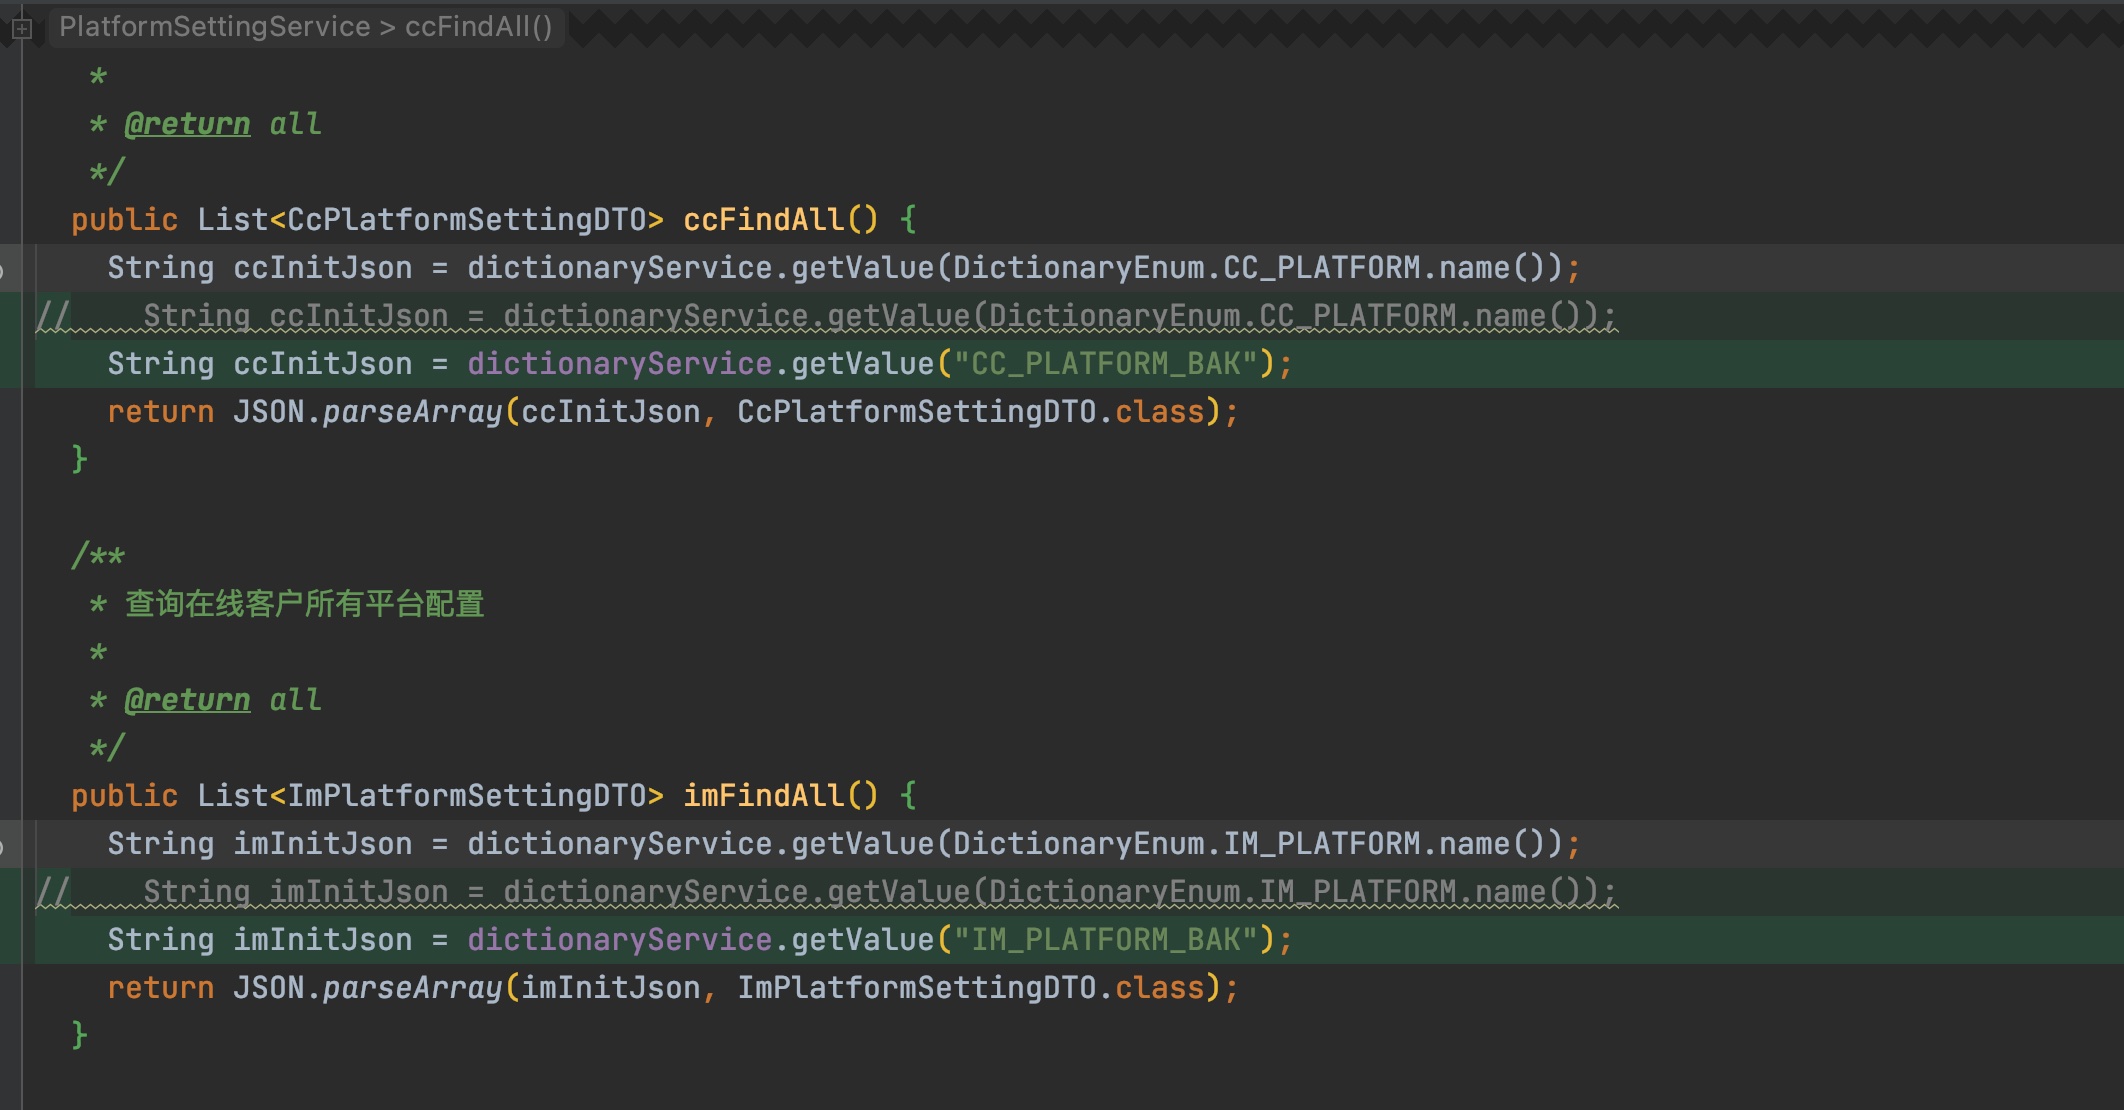 PlatformSettingService > ccFindAll()
*
* @return all
*/
public List<CcPlatformSettingDTO> ccFindAll() {
String ccInitJson = dictionaryService.getValue(DictionaryEnum.CC_PLATFORM.name());
//    String ccInitJson = dictionaryService.getValue(DictionaryEnum.CC_PLATFORM.name());
String ccInitJson = dictionaryService.getValue("CC_PLATFORM_BAK");
return JSON.parseArray(ccInitJson, CcPlatformSettingDTO.class);
}
/**
* 查询在线客户所有平台配置
*
* @return all
*/
public List<ImPlatformSettingDTO> imFindAll() {
String imInitJson = dictionaryService.getValue(DictionaryEnum.IM_PLATFORM.name());
//    String imInitJson = dictionaryService.getValue(DictionaryEnum.IM_PLATFORM.name());
String imInitJson = dictionaryService.getValue("IM_PLATFORM_BAK");
return JSON.parseArray(imInitJson, ImPlatformSettingDTO.class);
}